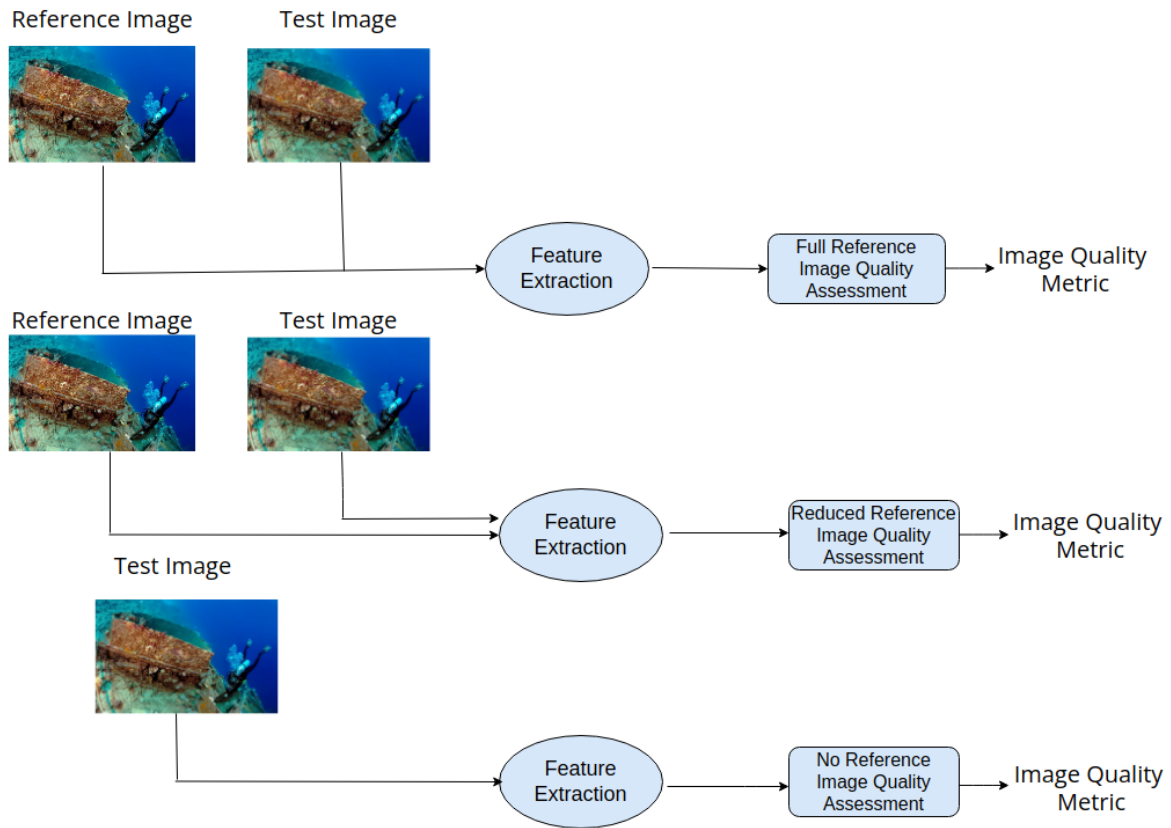 Reference Image
Test Image
Feature
Extraction
Full Reference
Image Quality
Assessment
Image Quality
Metric
Reference Image
Test Image
Feature
Extraction
Reduced Reference
Image Quality
Assessment
Image Quality
Metric
Test Image
Feature
Extraction
No Reference
Image Quality
Assessment
Image Quality
Metric